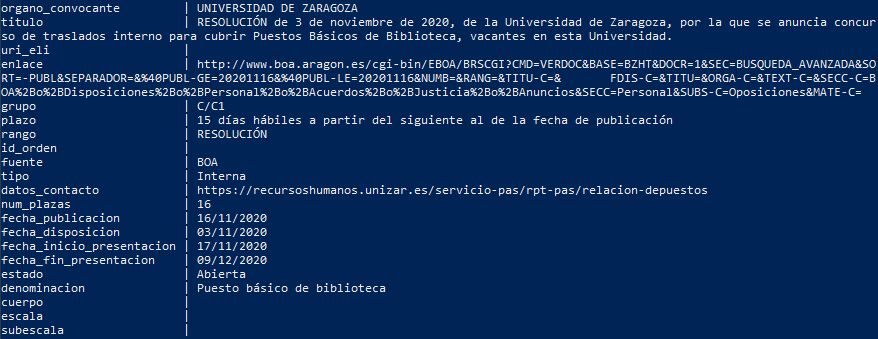 organo_convocante | UNIVERSIDAD DE ZARAGOZA
titulo | RESOLUCIÓN de 3 de noviembre de 2020, de la Universidad de Zaragoza, por la que se anuncia concur
so de traslados interno para cubrir Puestos Básicos de Biblioteca, vacantes en esta Universidad.
uri_eli |
enlace | http://www.boa.aragon.es/cgi-bin/EBOA/BRSCGI?CMD=VERDOC&BASE=BZHT&DOCR=1&SEC=BUSQUEDA_AVANZADA&SO
RT=-PUBL&SEPARADOR=&%40PUBL-GE=20201116&%40PUBL-LE=20201116&NUMB=&RANG=&TITU-C=& FDIS-C=&TITU=&ORGA-C=&TEXT-C=&SECC-C=B
OA%2Bo%2BDisposiciones%2Bo%2BPersonal%2Bo%2BAcuerdos%2Bo%2BJusticia%2Bo%2BAnuncios&SECC=Personal&SUBS-C=Oposiciones&MATE-C=
grupo | C/C1
plazo | 15 días hábiles a partir del siguiente al de la fecha de publicación
rango | RESOLUCIÓN
id_orden |
fuente | BOA
tipo | Interna
datos_contacto | https://recursoshumanos.unizar.es/servicio-pas/rpt-pas/relacion-depuestos
num_plazas | 16
fecha_publicacion | 16/11/2020
fecha_disposicion | 03/11/2020
fecha_inicio_presentacion | 17/11/2020
fecha_fin_presentacion | 09/12/2020
estado | Abierta
denominacion | Puesto básico de biblioteca
cuerpo |
escala |
subescala |